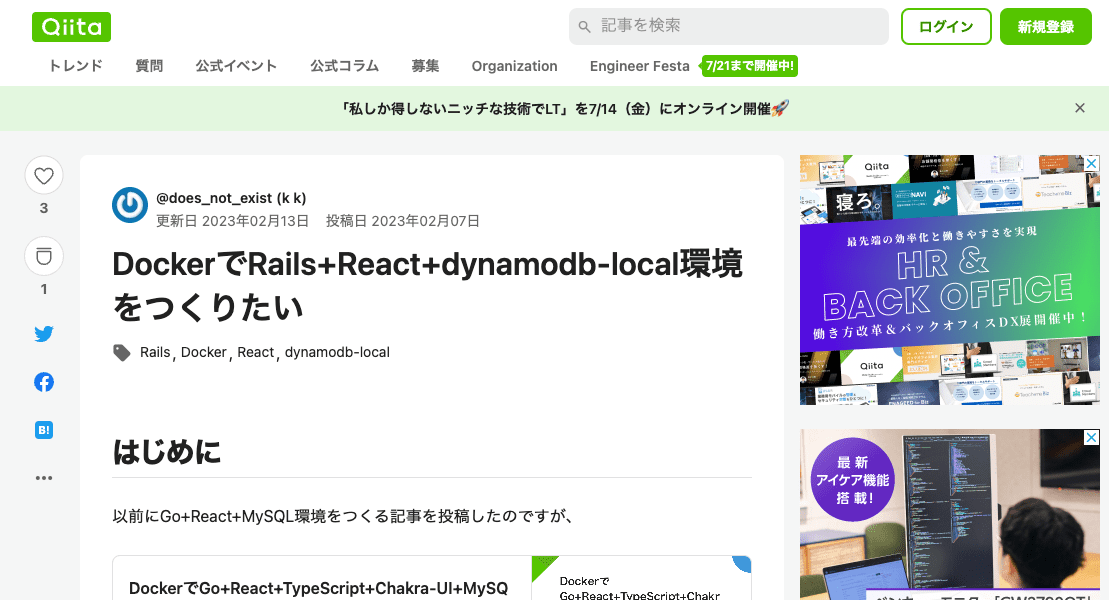 Qiita
記事を検索
ログイン
新規登録
トレンド 質問 公式イベント 公式コラム 募集 Organization Engineer Festa 7/21まで開催中!
「私しか得しないニッチな技術でLT」を7/14（金）にオンライン開催🚀
3
1
B!
@does_not_exist (k k)
更新日 2023年02月13日 投稿日 2023年02月07日
DockerでRails+React+dynamodb-local環境
をつくりたい
Rails, Docker, React, dynamodb-local
はじめに
以前にGo+React+MySQL環境をつくる記事を投稿したのですが、
DockerでGo+React+TypeScript+Chakra-UI+MySQ
Dockerで
Go+React+TypeScript+Chakr
Qiita
寝ろ。
最先端の効率化と働きやすさを実現
HR &
BACK OFFICE
働き方改革＆バックオフィスDX展開催中！
Qiita
最新
アイケア機能
搭載!